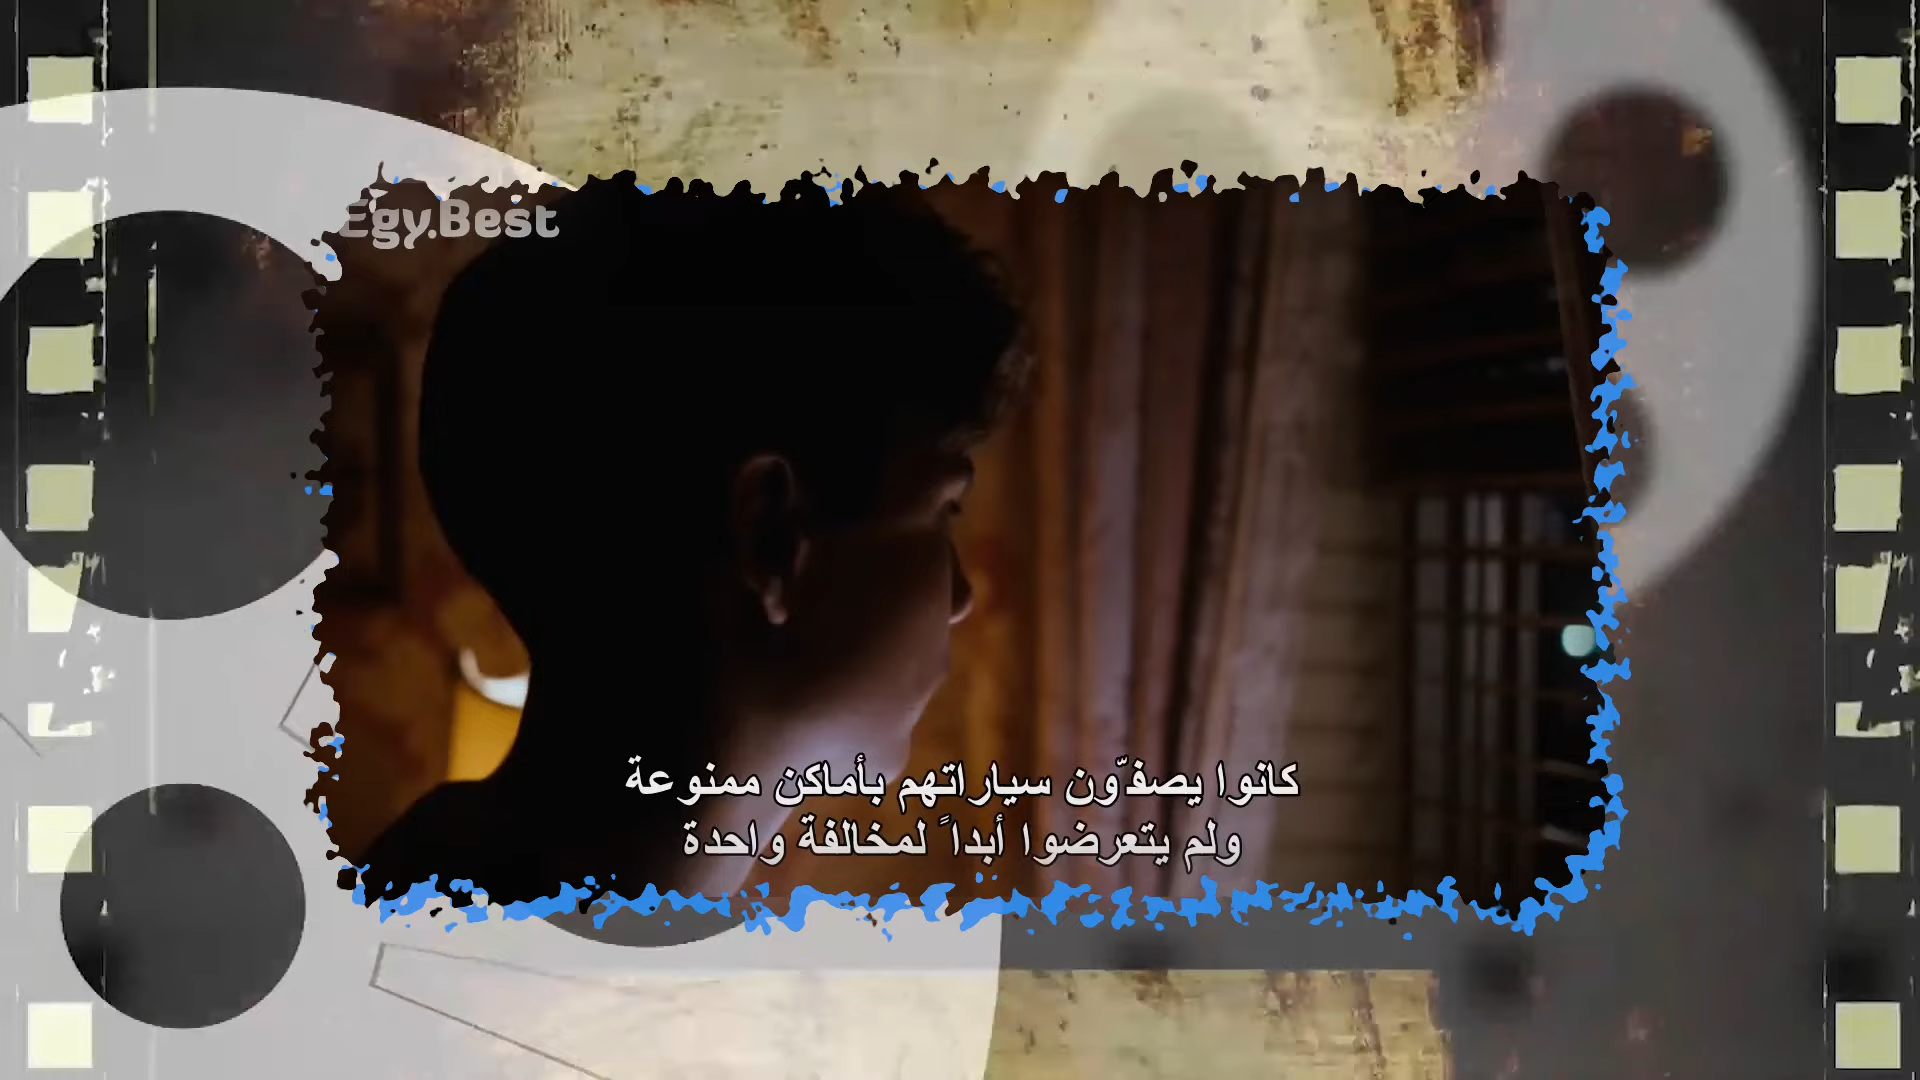 Egy.Best
كانوا يصفّون سياراتهم بأماكن ممنوعة
ولم يتعرضوا أبداً لمخالفة واحدة